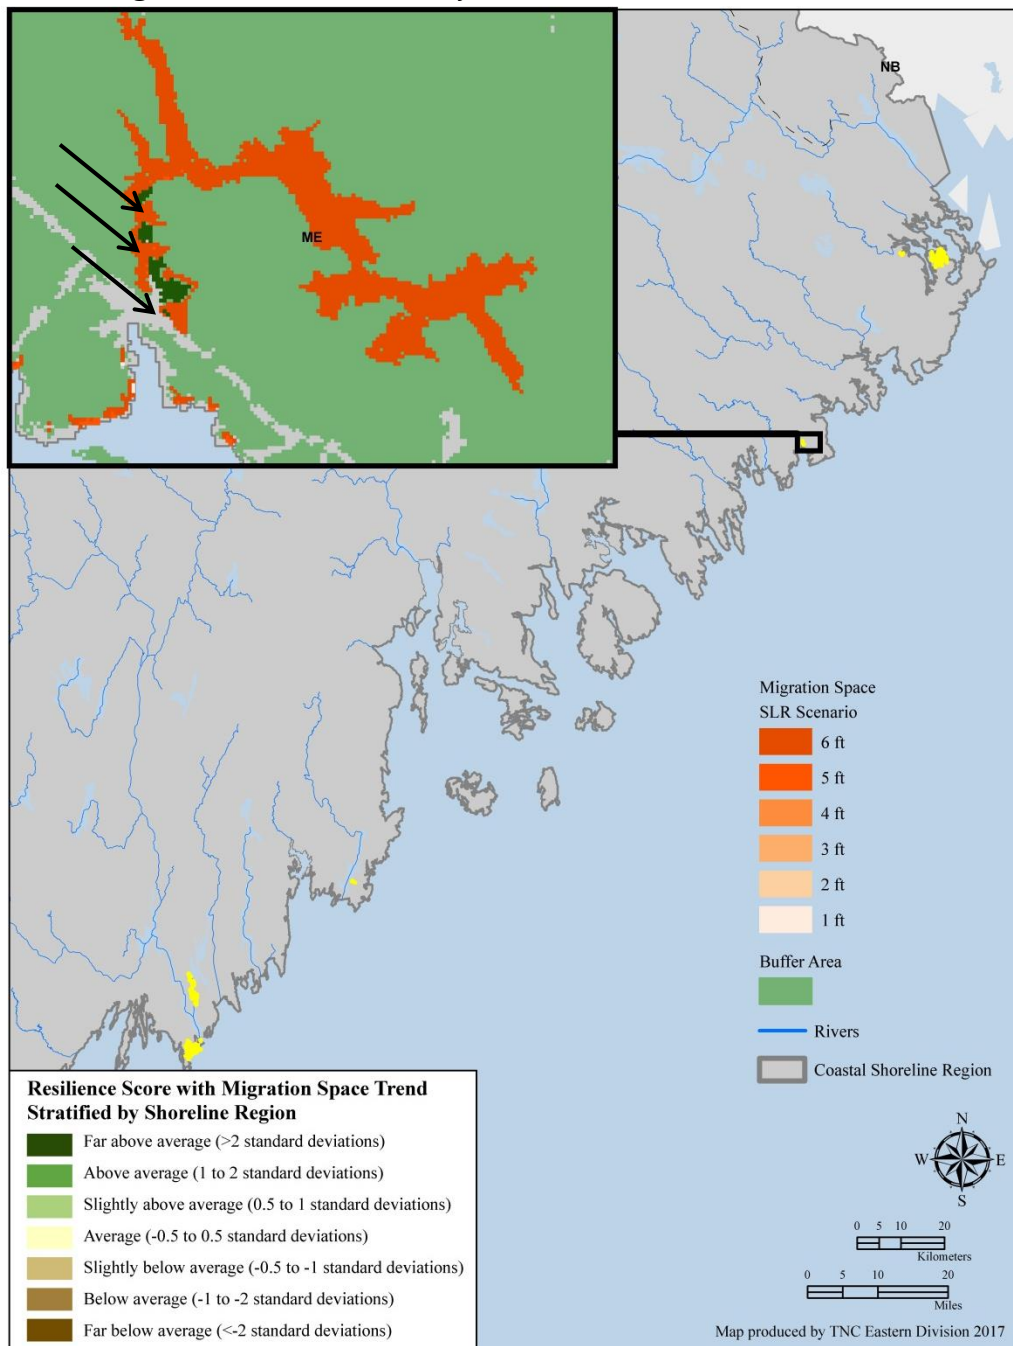 NB
ME
Migration Space
SLR Scenario
6 ft
5 ft
4 ft
3 ft
2 ft
1 ft
Buffer Area
Rivers
Coastal Shoreline Region
Resilience Score with Migration Space Trend
Stratified by Shoreline Region
Far above average (>2 standard deviations)
Above average (1 to 2 standard deviations)
Slightly above average (0.5 to 1 standard deviations)
Average (-0.5 to 0.5 standard deviations)
Slightly below average (-0.5 to -1 standard deviations)
Below average (-1 to -2 standard deviations)
Far below average (<-2 standard deviations)
N
W E
S
0 5 10 20
Kilometers
0 5 10 20
Miles
Map produced by TNC Eastern Division 2017